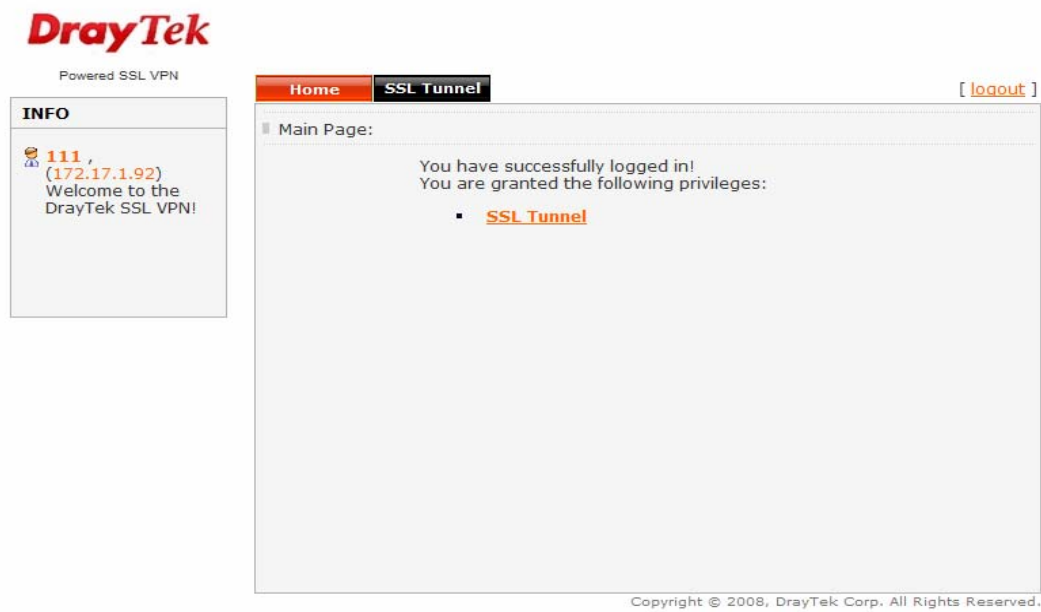 DrayTek
Powered SSL VPN
Home
SSL Tunnel
[ logout ]
INFO
111 ,
(172.17.1.92)
Welcome to the
DrayTek SSL VPN!
Main Page:
You have successfully logged in!
You are granted the following privileges:
▪ SSL Tunnel
Copyright © 2008, DrayTek Corp. All Rights Reserved.